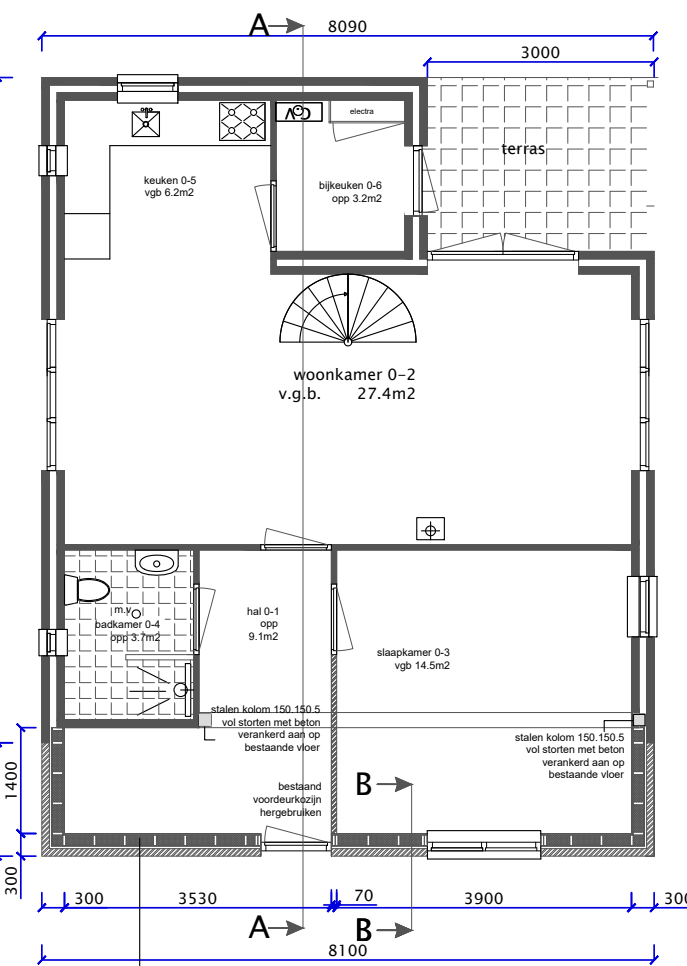 A
8090
3000
electra
CV
terras
keuken 0-5
vgb 6.2m2
bijkeuken 0-6
opp 3.2m2
woonkamer 0-2
v.g.b. 27.4m2
m.v.
badkamer 0-4
opp 3.7m2
hal 0-1
opp
9.1m2
slaapkamer 0-3
vgb 14.5m2
stalen kolom 150.150.5
vol storten met beton
verankerd aan op
bestaande vloer
stalen kolom 150.150.5
vol storten met beton
verankerd aan op
bestaande vloer
1400
B
bestaand
voordeurkozijn
hergebruiken
300
300
3530
70
3900
300
A
B
8100